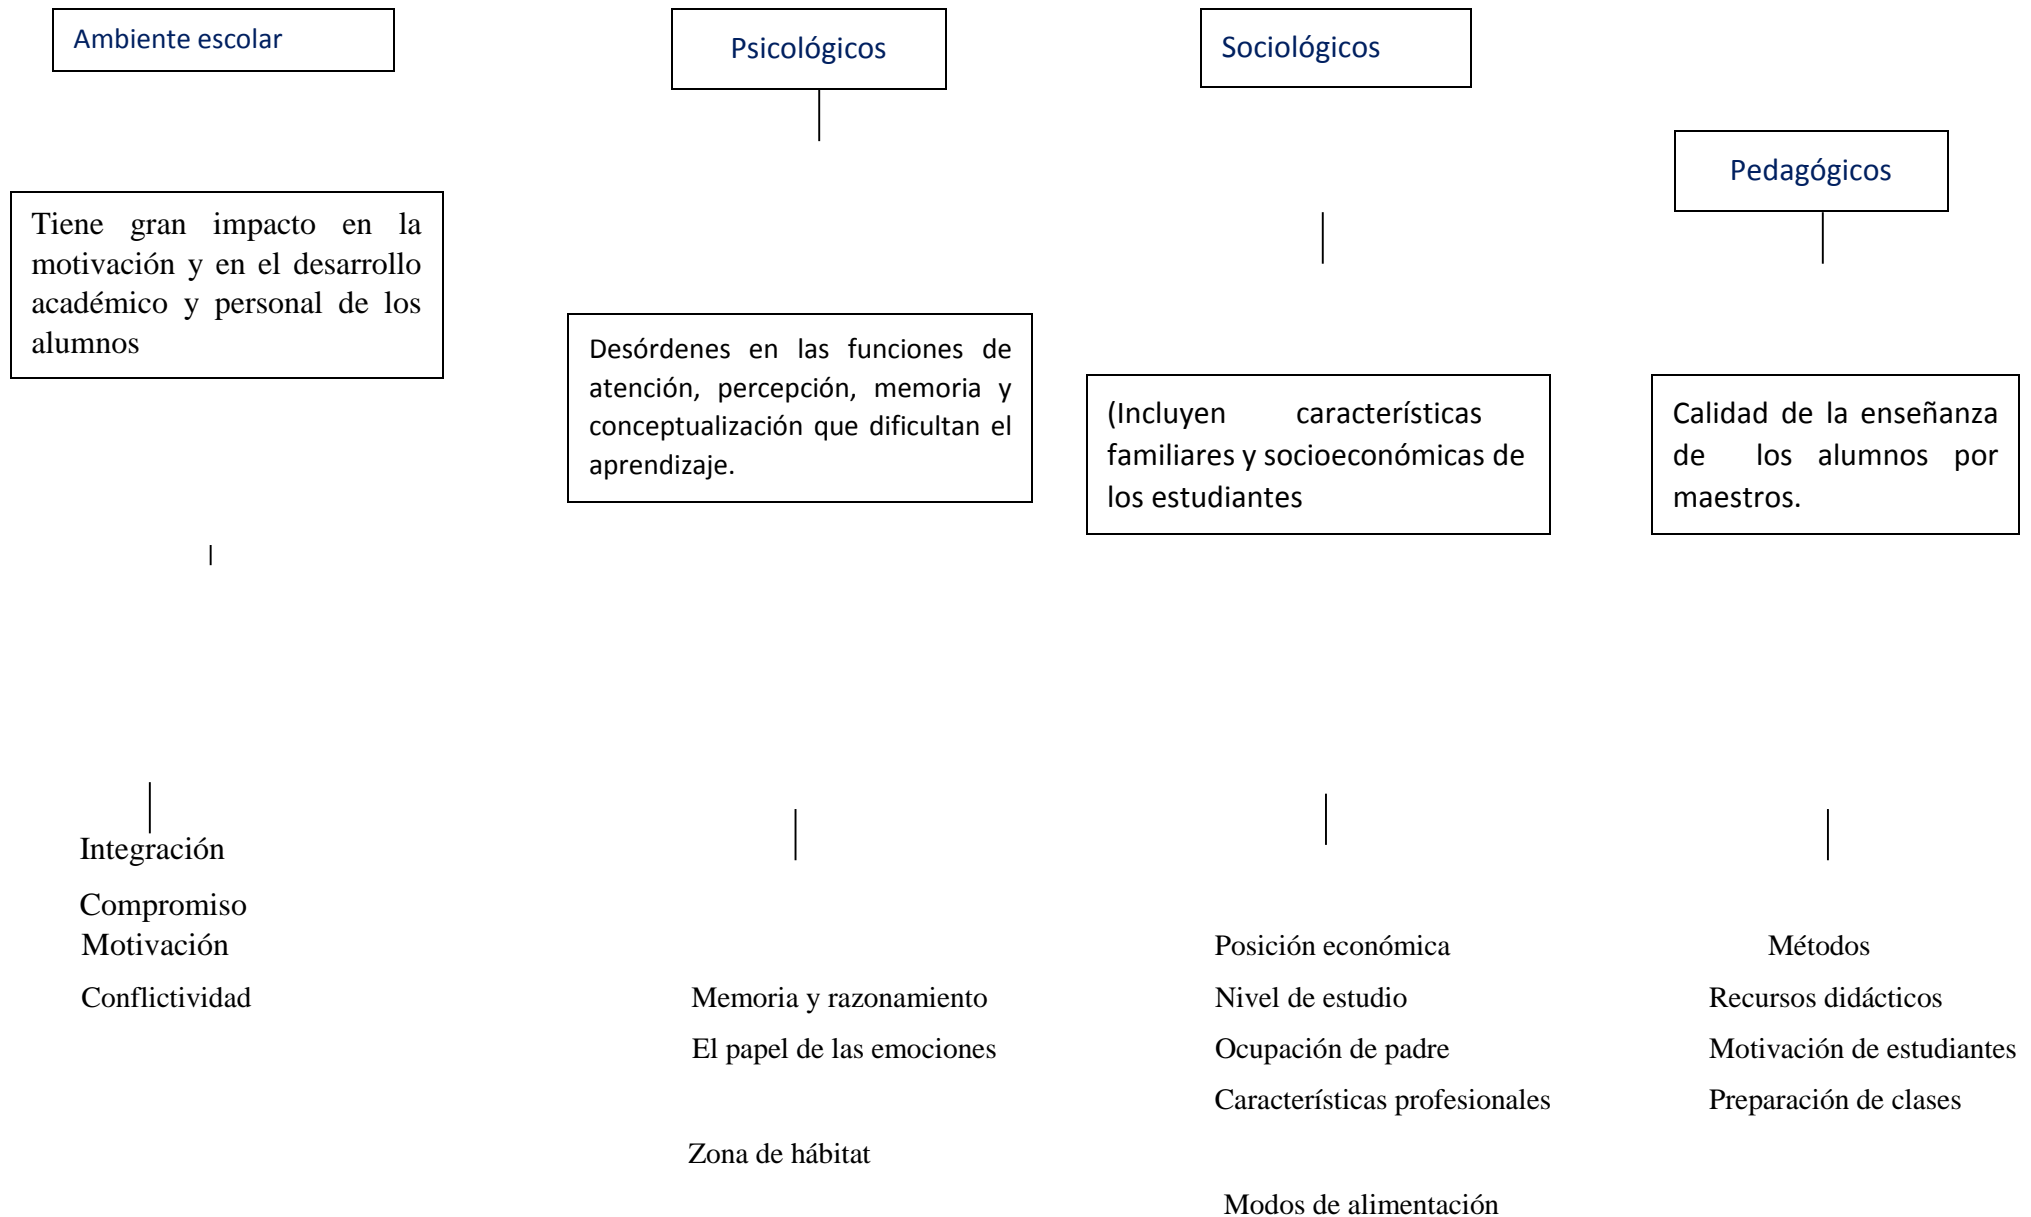 Ambiente escolar
Psicológicos
Sociológicos
Pedagógicos
Tiene gran impacto en la
motivación y en el desarrollo
académico y personal de los
alumnos
Desórdenes en las funciones de
atención, percepción, memoria y
conceptualización que dificultan el
aprendizaje.
(Incluyen características
familiares y socioeconómicas de
los estudiantes
Calidad de la enseñanza
de los alumnos por
maestros.
Integración
Compromiso
Motivación
Conflictividad
Memoria y razonamiento
El papel de las emociones
Zona de hábitat
Posición económica
Nivel de estudio
Ocupación de padre
Características profesionales
Modos de alimentación
Métodos
Recursos didácticos
Motivación de estudiantes
Preparación de clases